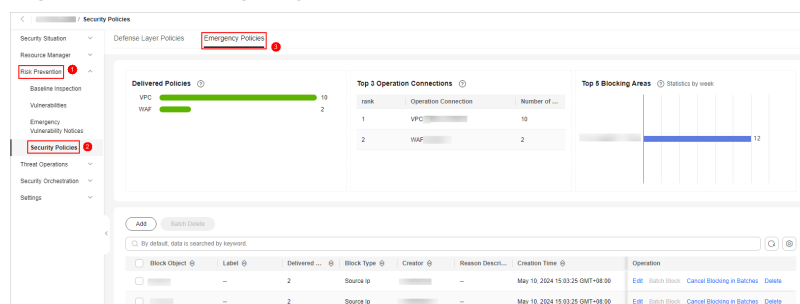 / Security Policies
Security Situation
Resource Manager
Risk Prevention 1
Baseline Inspection
Vulnerabilities
Emergency
Vulnerability Notices
Security Policies 2
Threat Operations
Security Orchestration
Settings
Defense Layer Policies Emergency Policies
3
Delivered Policies
VPC 10
WAF 2
Top 3 Operation Connections
rank Operation Connection Number of ...
1 VPC 10
2 WAF 2
Top 5 Blocking Areas Statistics by week
12
Add Batch Delete
By default, data is searched by keyword.
Block Object Label Delivered ... Block Type Creator Reason Descri... Creation Time Operation
-- 2 Source Ip -- May 10, 2024 15:03:25 GMT+08:00 Edit Batch Block Cancel Blocking in Batches Delete
-- 2 Source Ip -- May 10, 2024 15:03:25 GMT+08:00 Edit Batch Block Cancel Blocking in Batches Delete